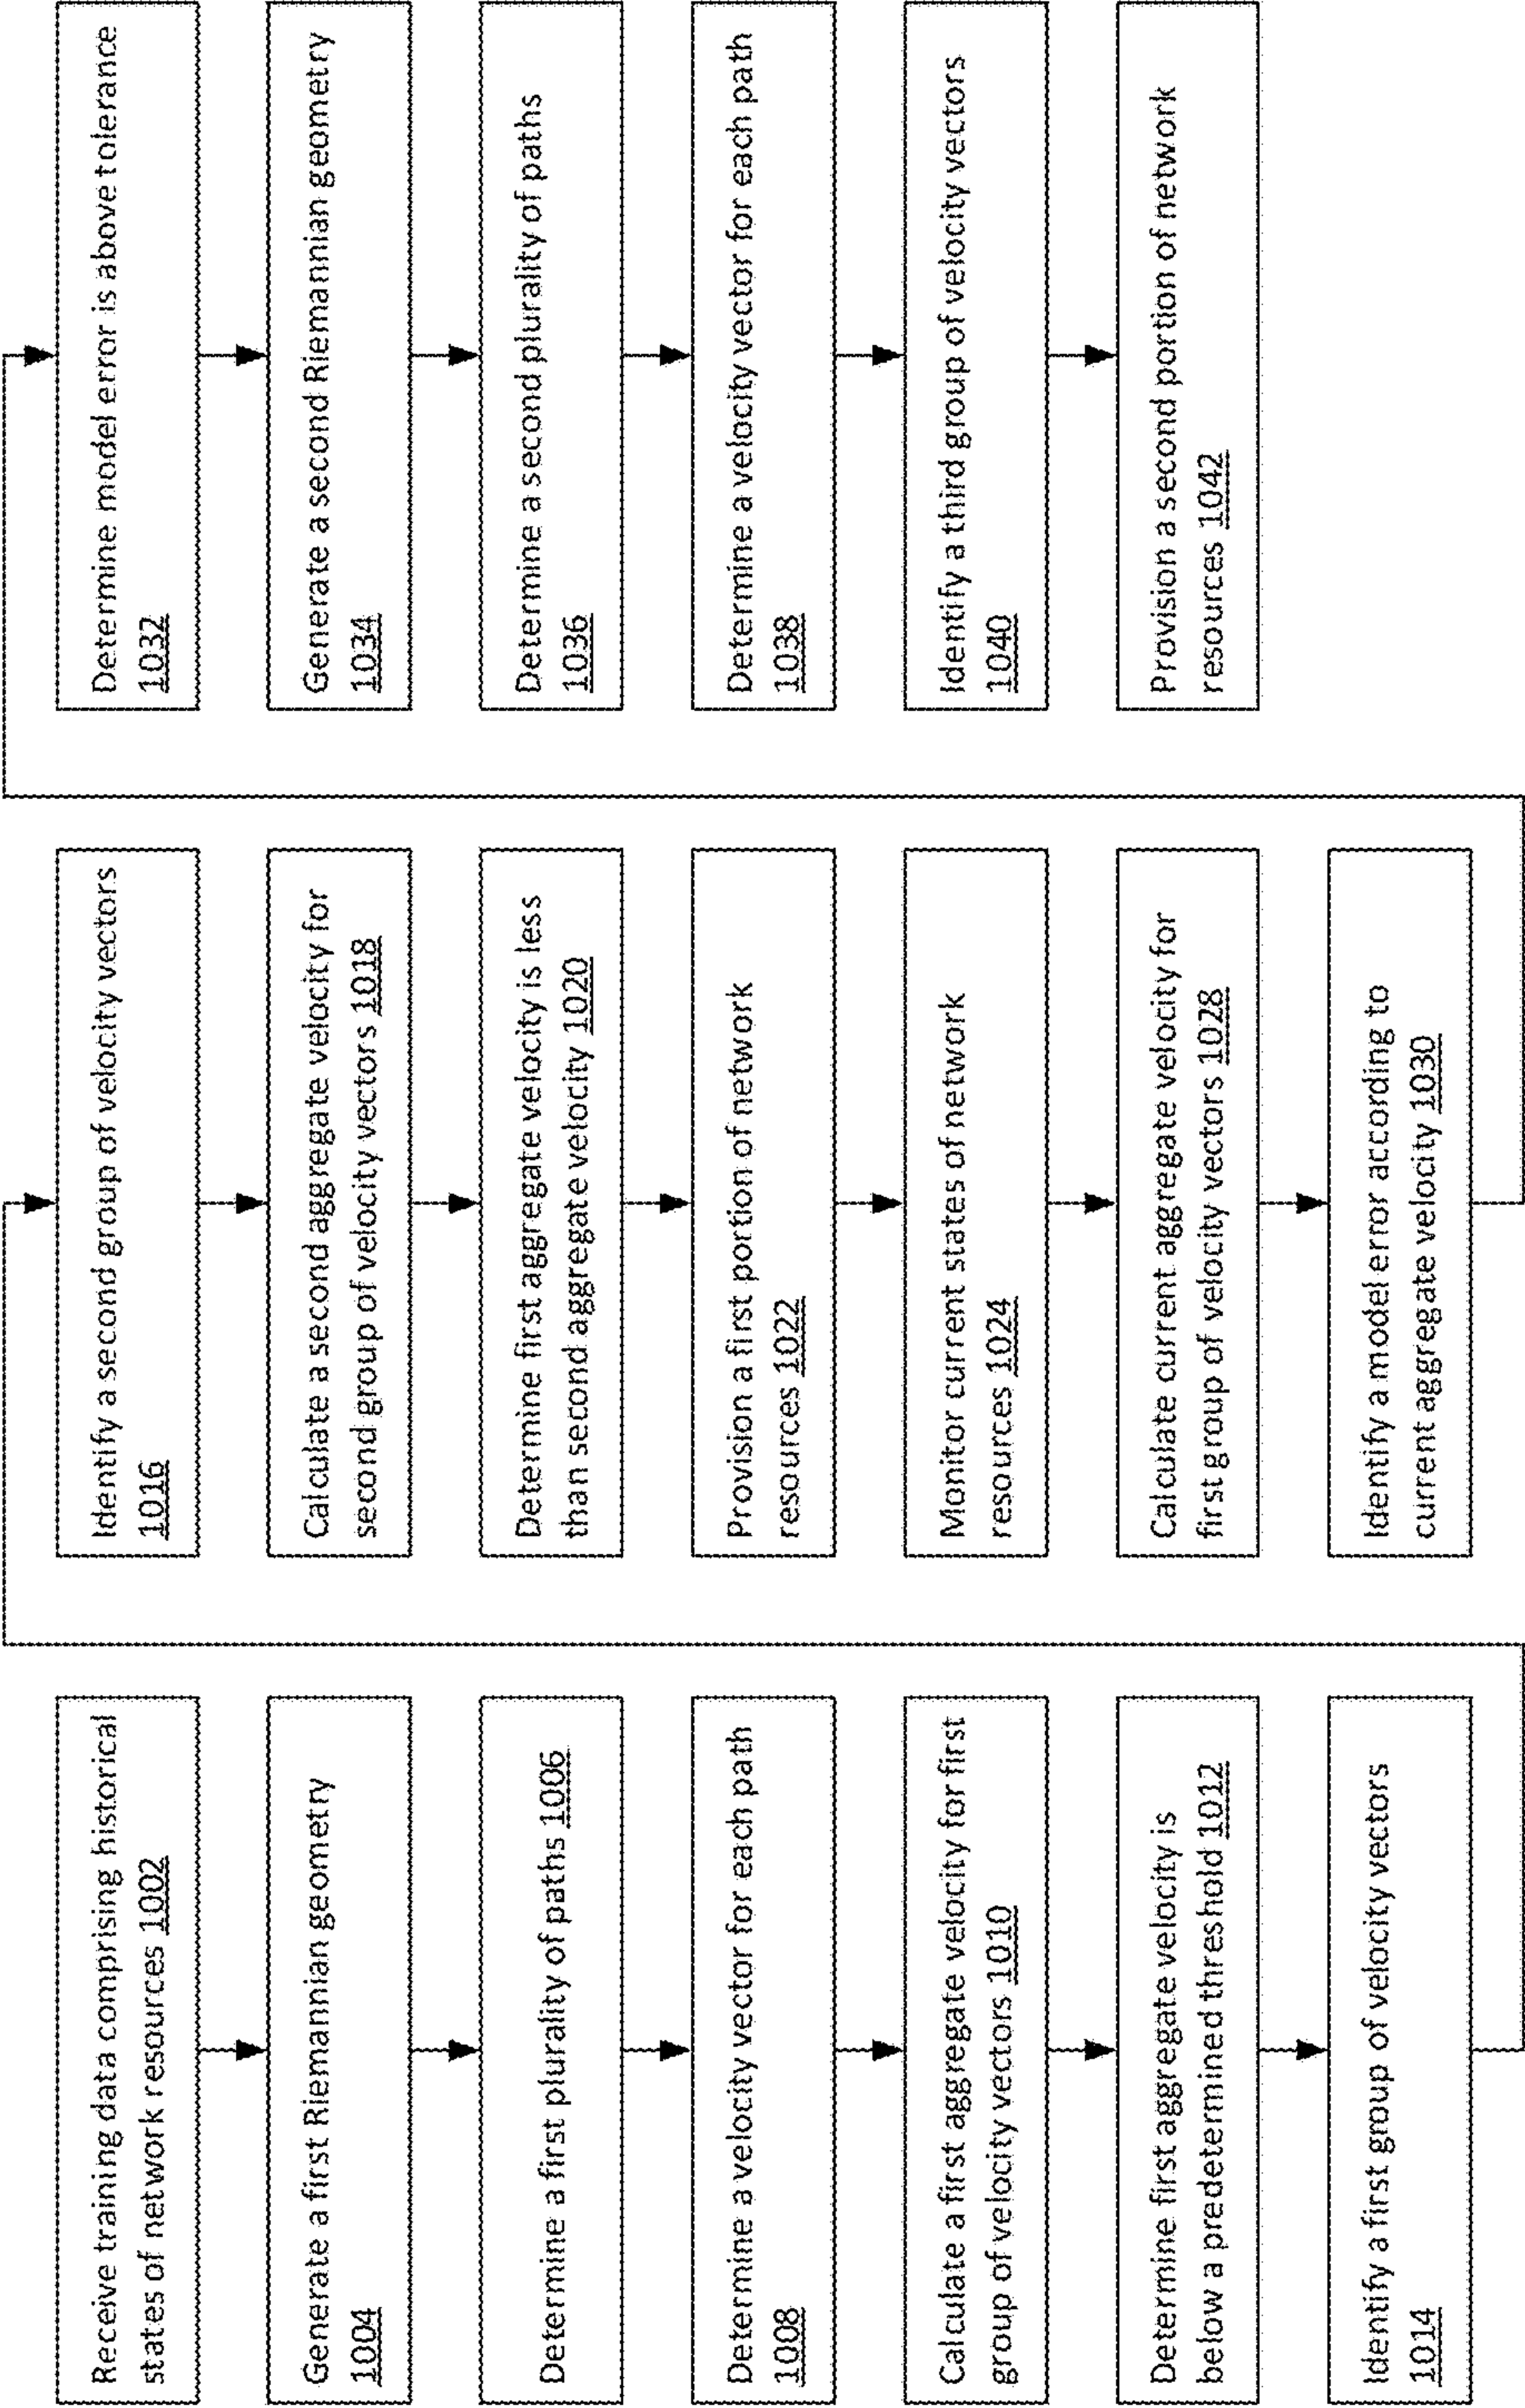 Receive training data comprising historical
states of network resources 1002
Generate a first Riemannian geometry
1004
Determine a first plurality of paths 1006
Determine a velocity vector for each path
1008
Calculate a first aggregate velocity for first
group of velocity vectors 1010
Determine first aggregate velocity is
below a predetermined threshold 1012
Identify a first group of velocity vectors
1014
Identify a second group of velocity vectors
1016
Calculate a second aggregate velocity for
second group of velocity vectors 1018
Determine first aggregate velocity is less
than second aggregate velocity 1020
Provision a first portion of network
resources 1022
Monitor current states of network
resources 1024
Calculate current aggregate velocity for
first group of velocity vectors 1028
Identify a model error according to
current aggregate velocity 1030
Determine model error is above tolerance
1032
Generate a second Riemannian geometry
1034
Determine a second plurality of paths
1036
Determine a velocity vector for each path
1038
Identify a third group of velocity vectors
1040
Provision a second portion of network
resources 1042